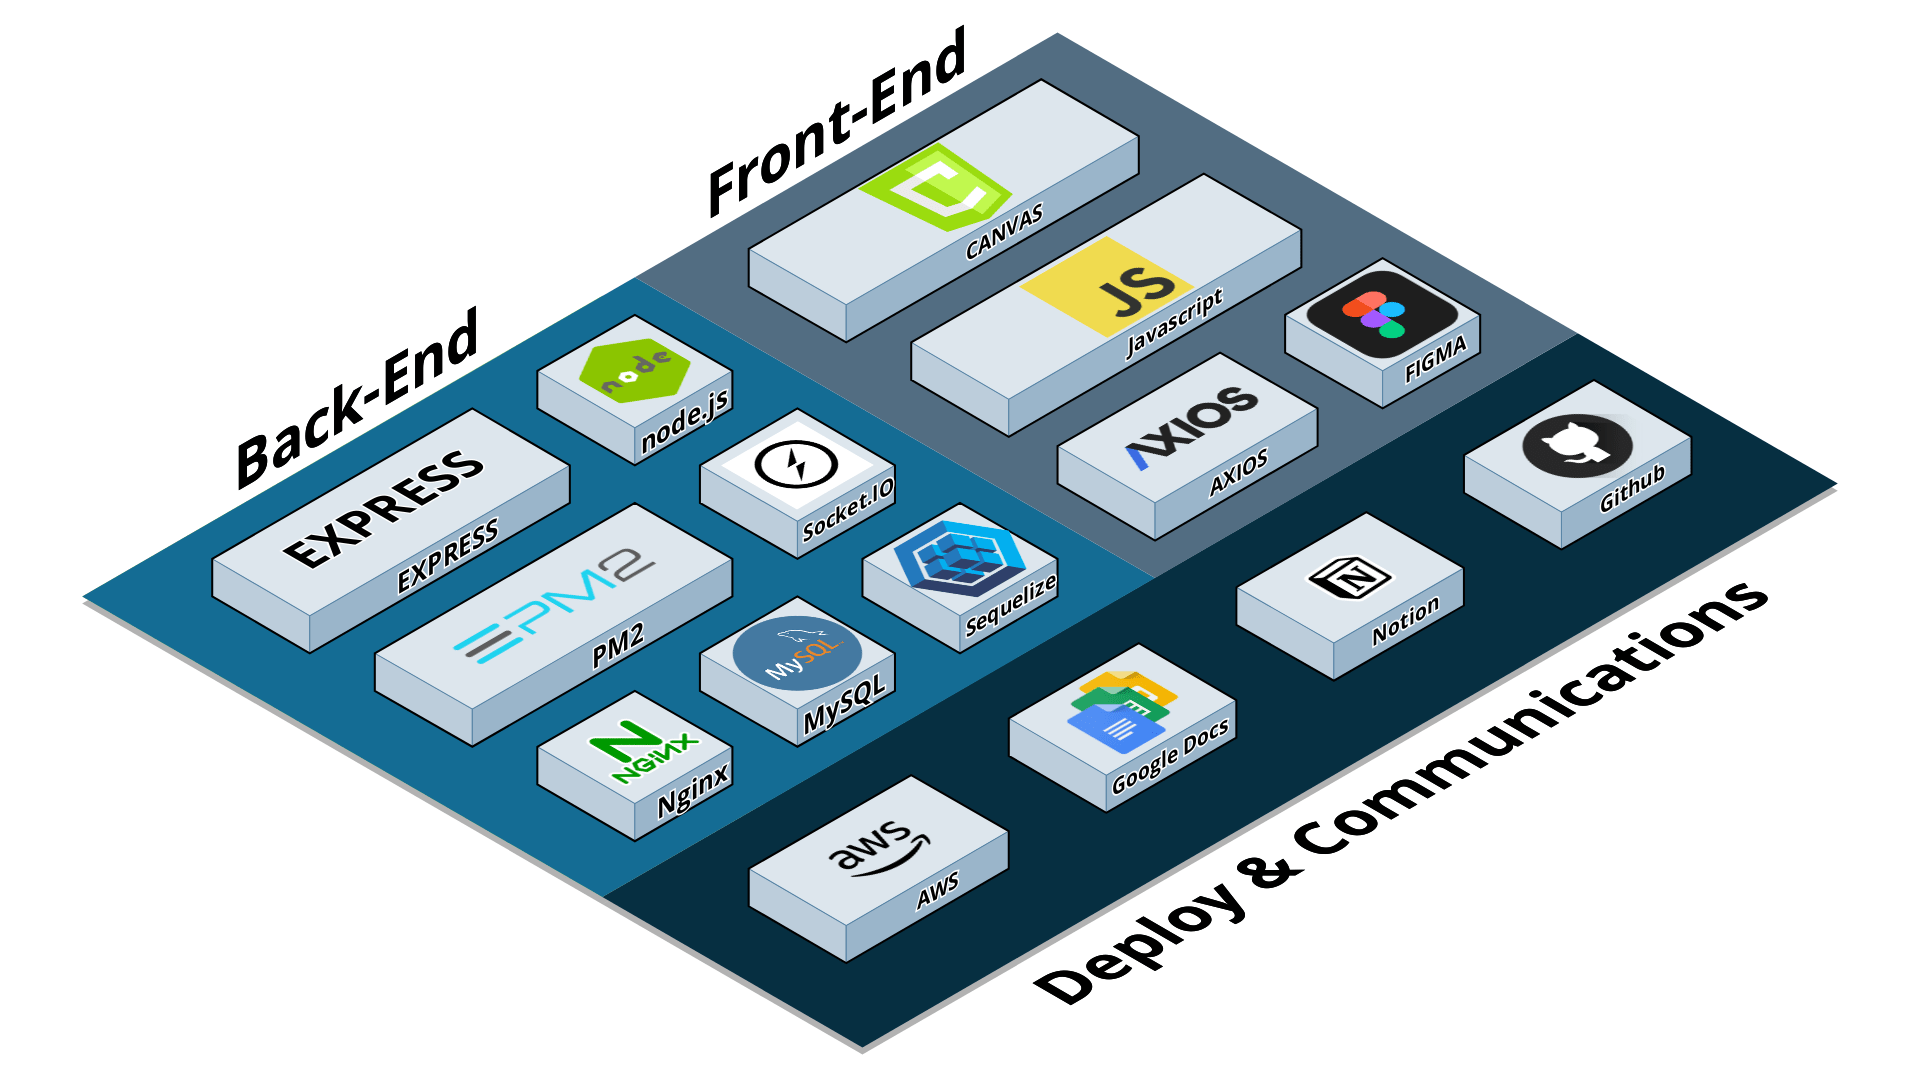 Front-End
CANVAS
JS
Javascript
FIGMA
AXIOS
AXIOS
Back-End
node
node.js
EXPRESS
EXPRESS
Socket.IO
PM2
PM2
Sequelize
MySQL
MySQL
NGINX
Nginx
Deploy & Communications
Github
N
Notion
Google Docs
aws
AWS